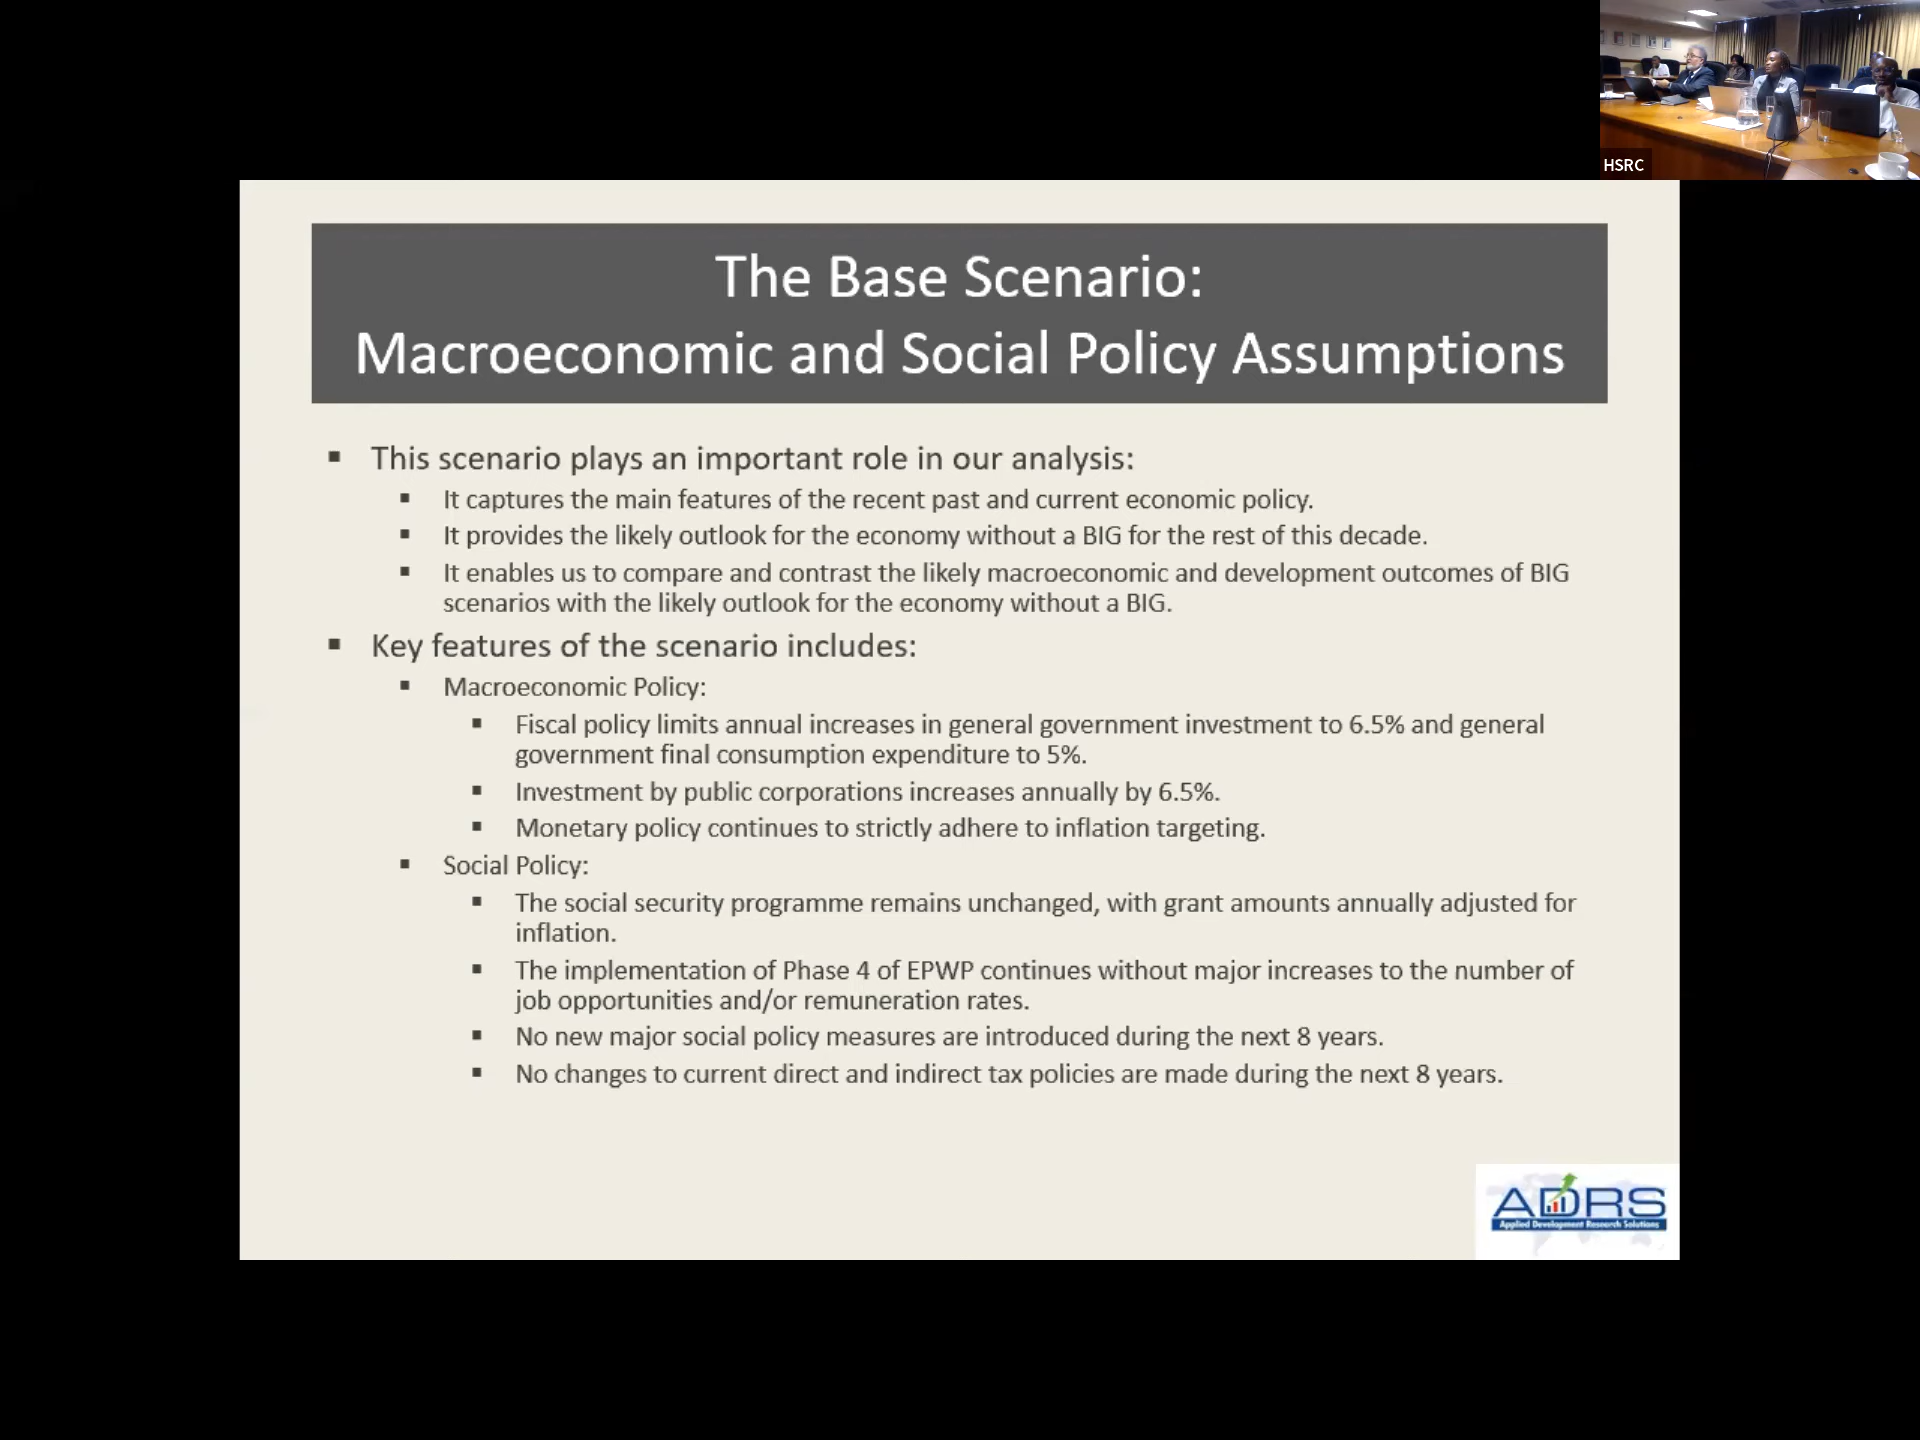 HSRC
The Base Scenario:
Macroeconomic and Social Policy Assumptions
This scenario plays an important role in our analysis:
It captures the main features of the recent past and current economic policy.
It provides the likely outlook for the economy without a BIG for the rest of this decade.
It enables us to compare and contrast the likely macroeconomic and development outcomes of BIG
scenarios with the likely outlook for the economy without a BIG.
Key features of the scenario includes:
Macroeconomic Policy:
Fiscal policy limits annual increases in general government investment to 6.5% and general
government final consumption expenditure to 5%.
Investment by public corporations increases annually by 6.5%.
Monetary policy continues to strictly adhere to inflation targeting.
Social Policy:
The social security programme remains unchanged, with grant amounts annually adjusted for
inflation.
The implementation of Phase 4 of EPWP continues without major increases to the number of
job opportunities and/or remuneration rates.
No new major social policy measures are introduced during the next 8 years.
No changes to current direct and indirect tax policies are made during the next 8 years.
ADRS
Applied Development Research Solutions